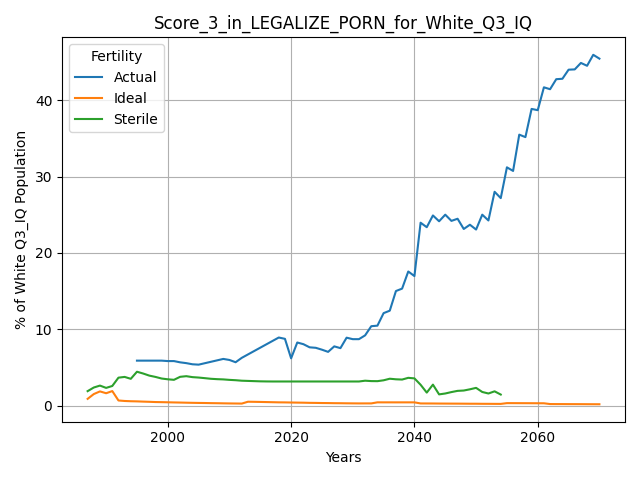 Score_3_in_LEGALIZE_PORN_for_White_Q3_IQ
Fertility
Actual
Ideal
Sterile
% of White Q3_IQ Population
40
30
20
10
0
2000 2020 2040 2060
Years